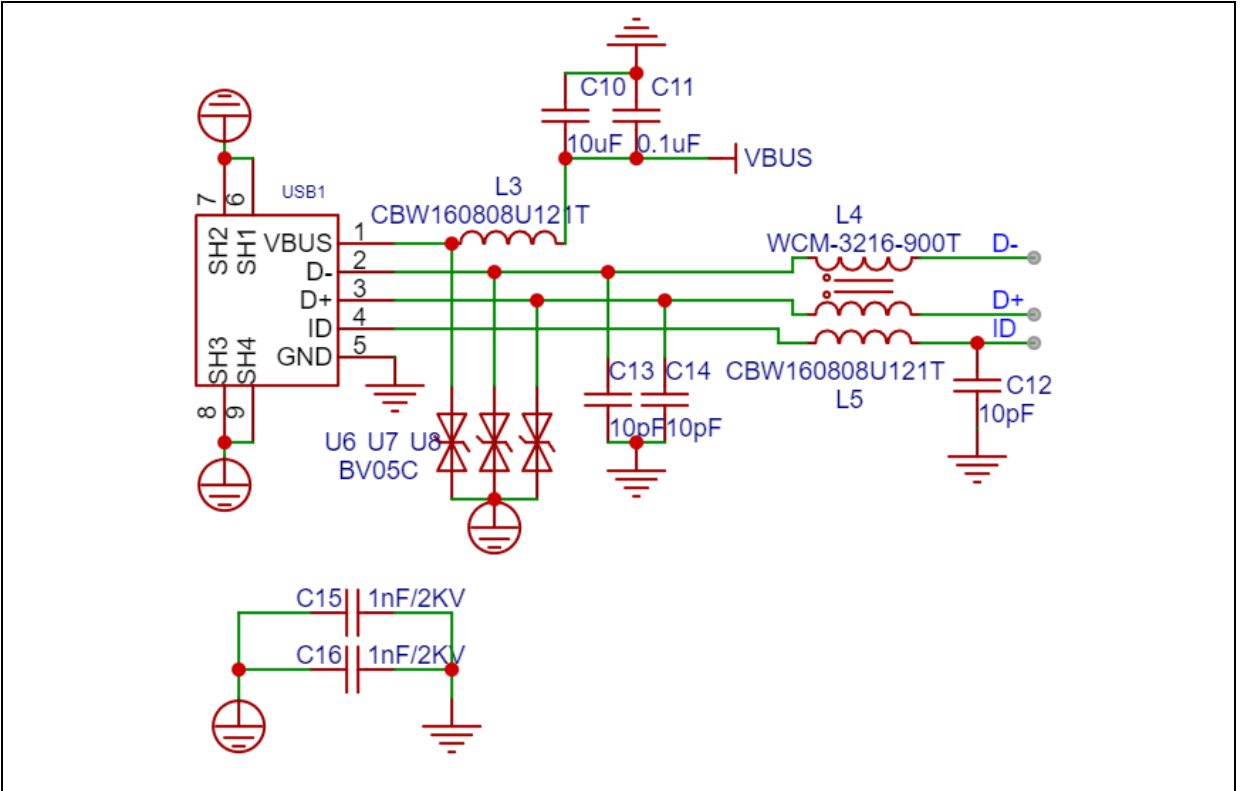 C10 C11
10uF 0.1uF
VBUS
USB1
7 6
SH2 SH1
VBUS 1
D- 2
D+ 3
ID 4
GND 5
SH3 SH4
8 9
L3
CBW160808U121T
L4
WCM-3216-900T
D-
D+
ID
CBW160808U121T
L5
C13 C14
10pF 10pF
C12
10pF
U6 U7 U8
BV05C
C15 1nF/2KV
C16 1nF/2KV